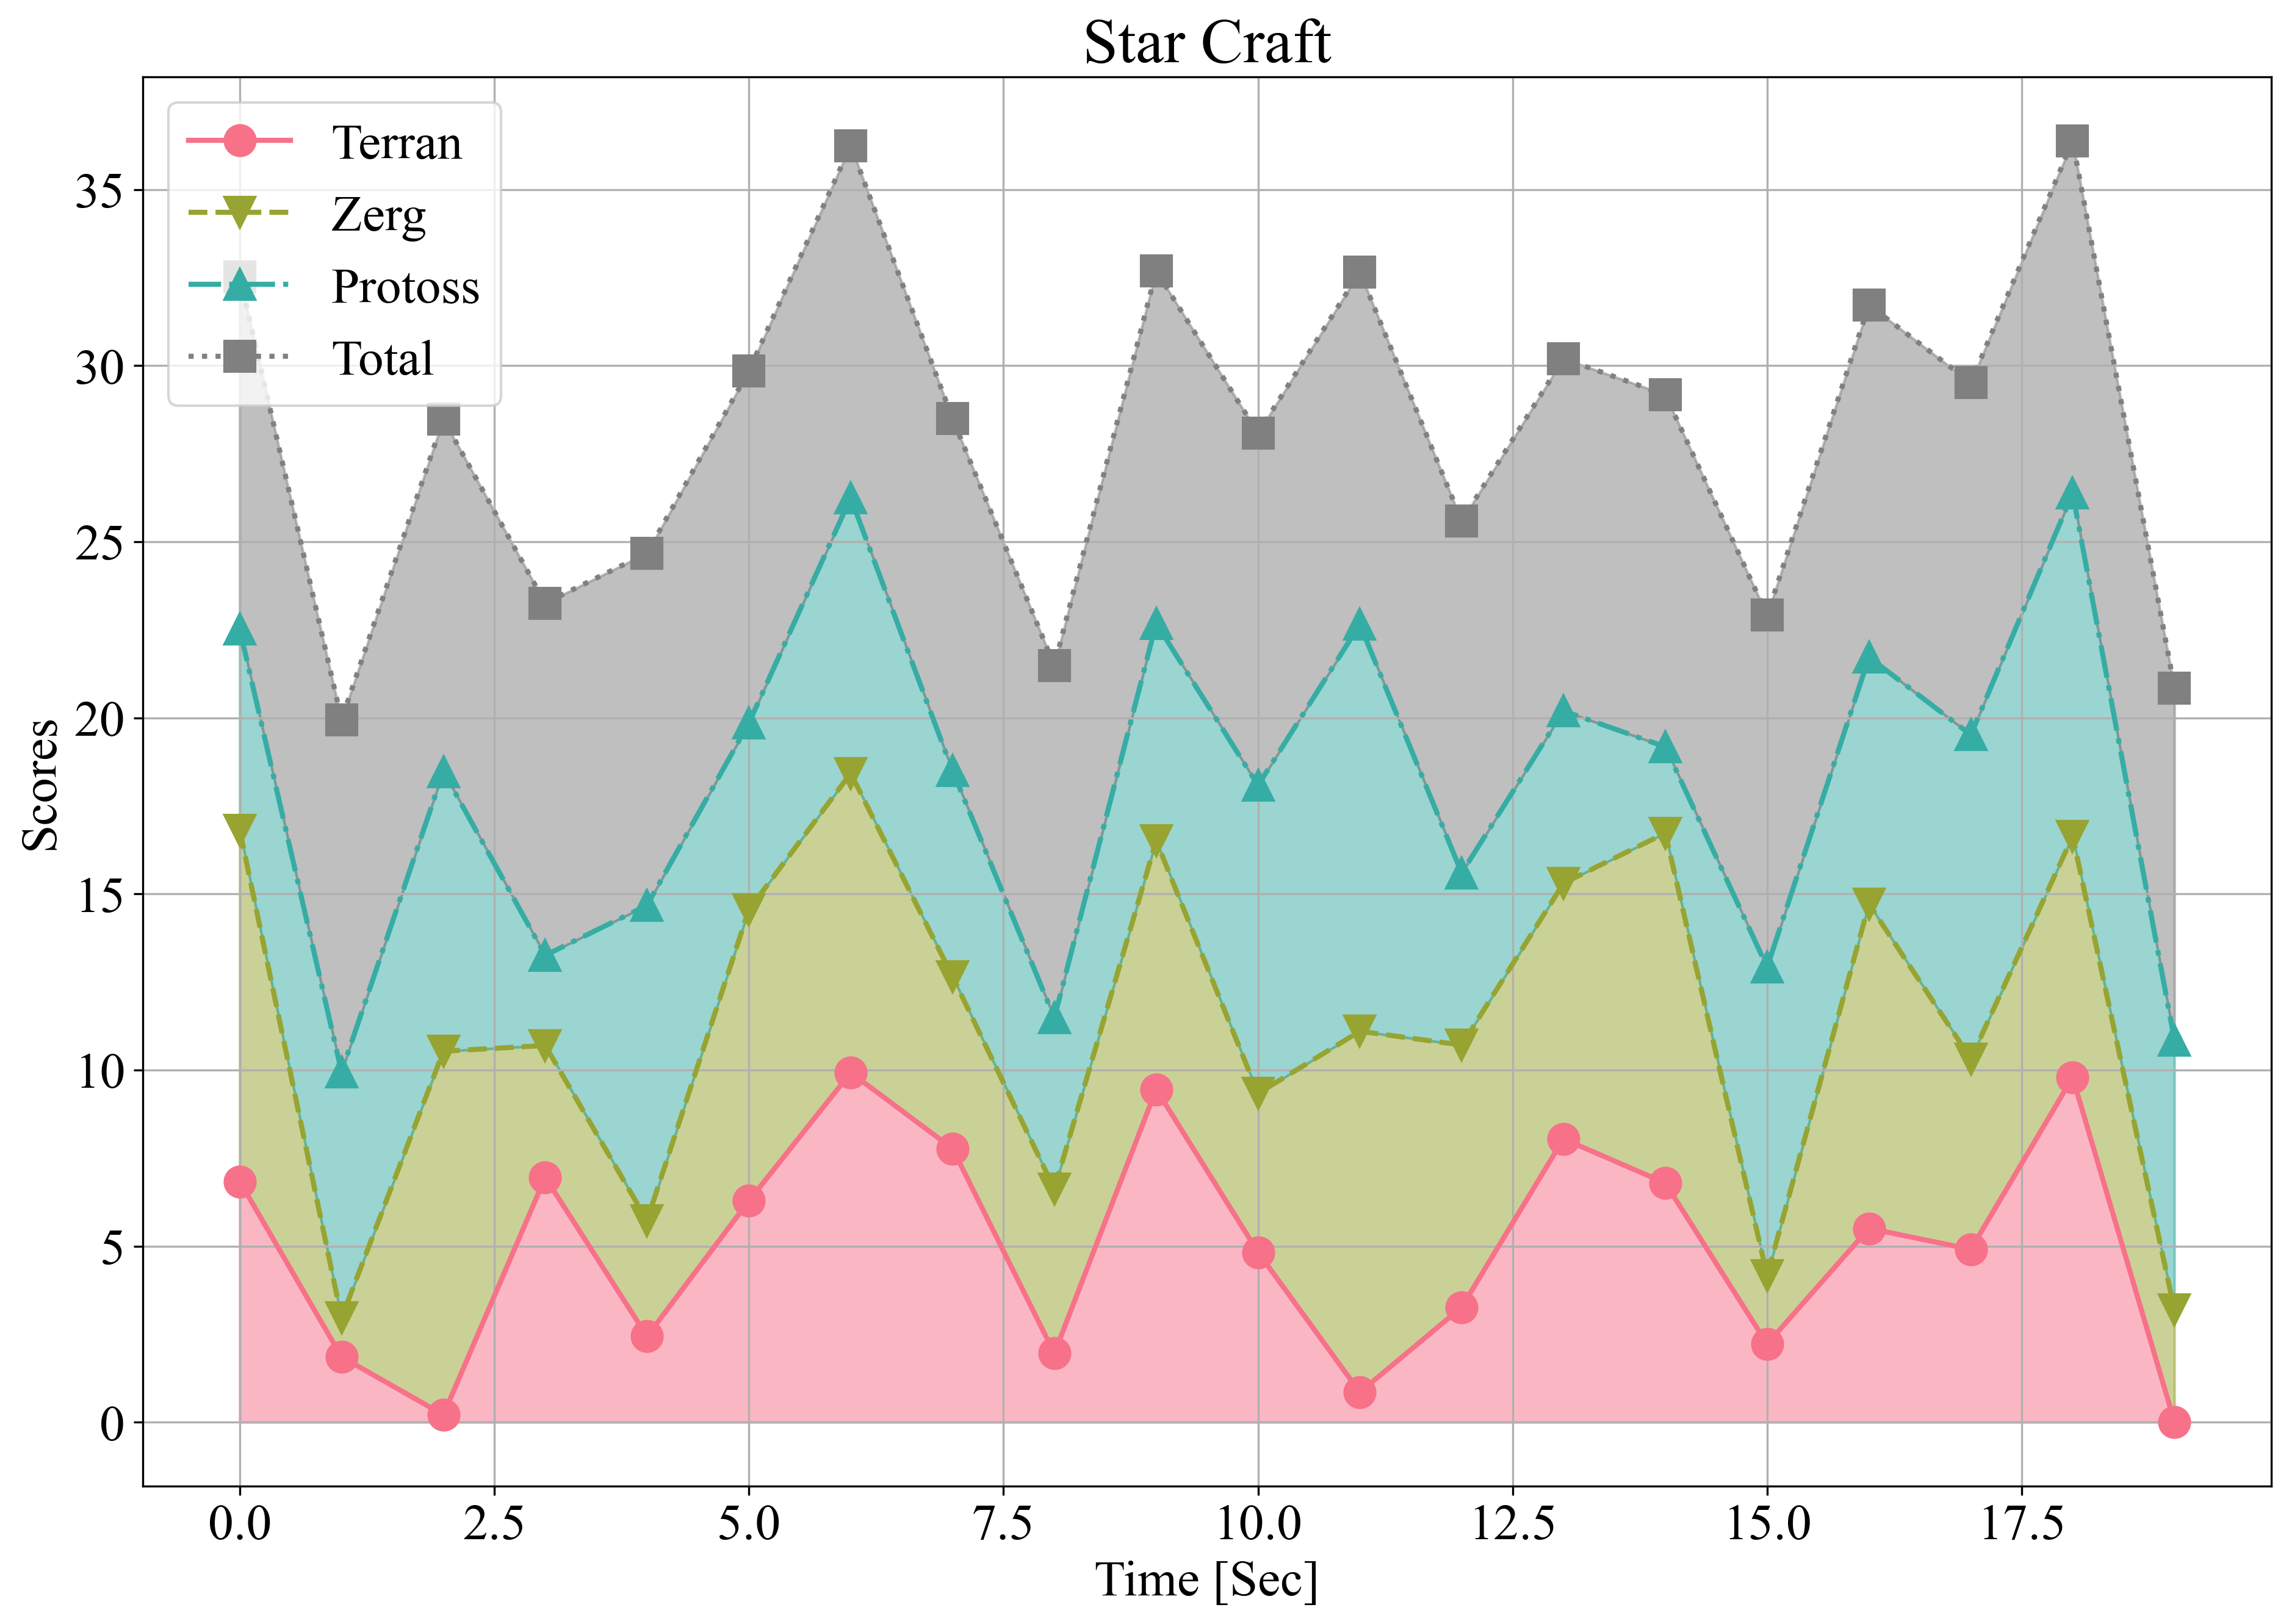 Star Craft
Terran
Zerg
Protoss
Total
35
30
25
20
15
10
5
0
Scores
0.0 2.5 5.0 7.5 10.0 12.5 15.0 17.5
Time [Sec]